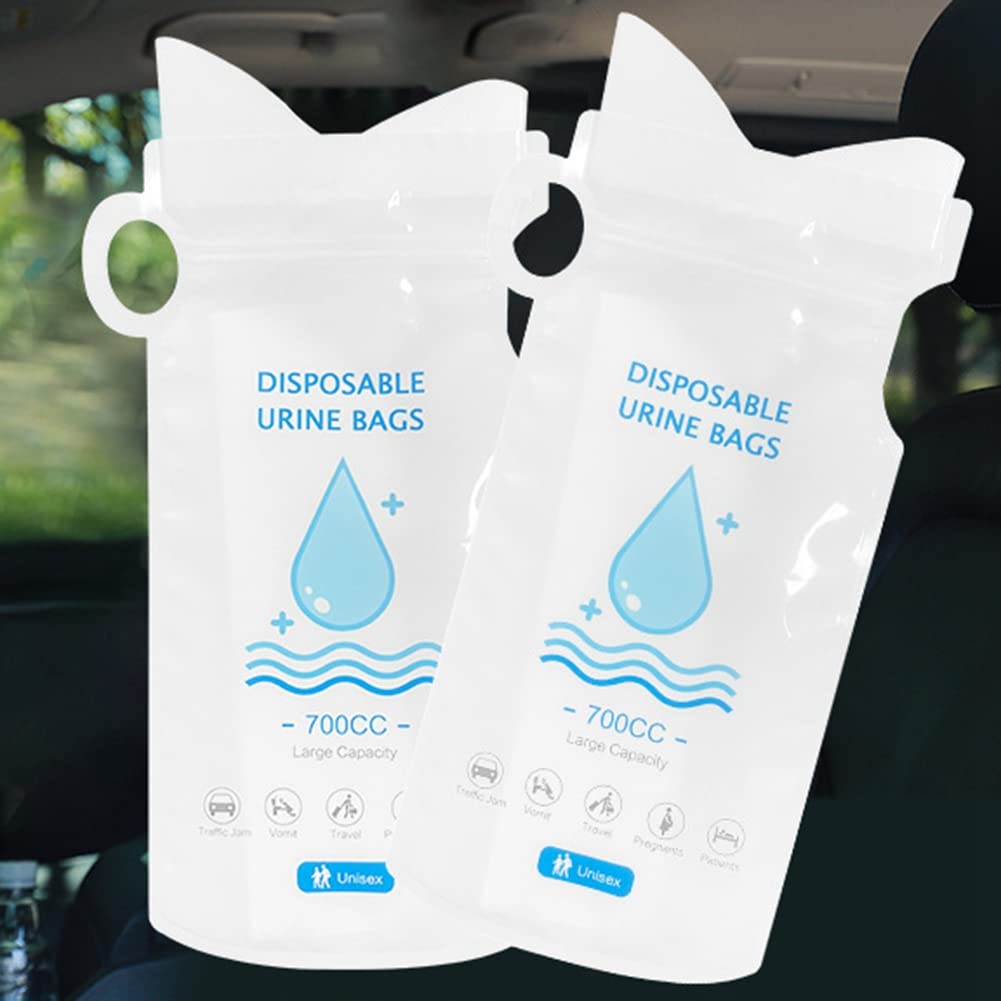 DISPOSABLE
URINE BAGS
- 700CC -
Large Capacity
Traffic Jam Vomit Travel P
Unisex
DISPOSABLE
URINE BAGS
- 700CC -
Large Capacity
Traffic Jam Vomit Travel Pregnants Patients
Unisex